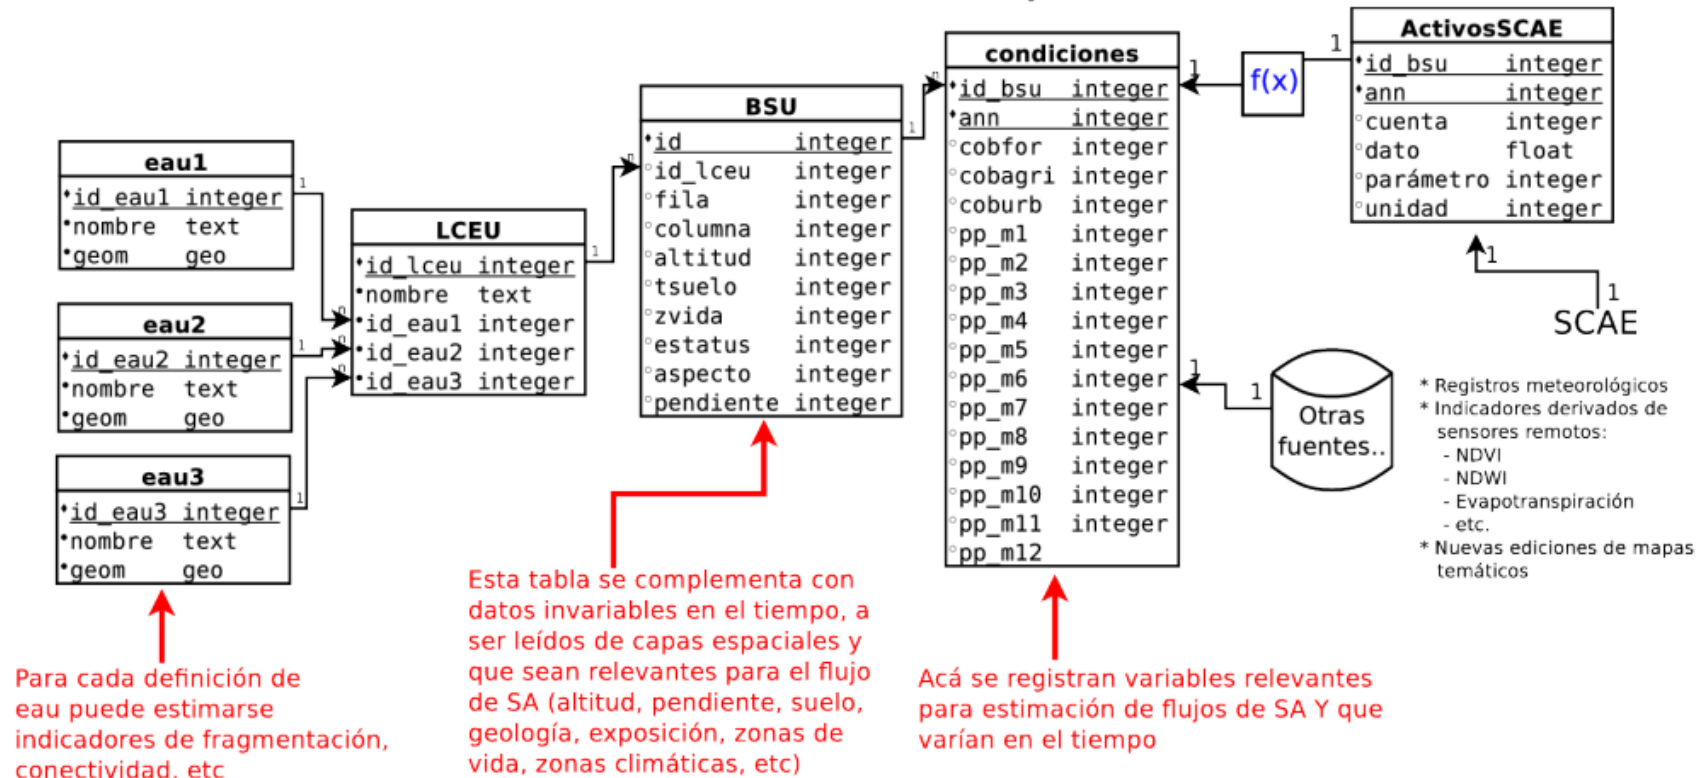 eau1
id_eau1 integer
nombre text
geom geo
1
eau2
id_eau2 integer
nombre text
geom geo
1
eau3
id_eau3 integer
nombre text
geom geo
1
LCEU
id_lceu integer
nombre text
id_eau1 integer
id_eau2 integer
id_eau3 integer
n
n
n
1
BSU
id integer
id_lceu integer
fila integer
columna integer
altitud integer
tsuelo integer
zvida integer
estatus integer
aspecto integer
pendiente integer
n
1
condiciones
id_bsu integer
ann integer
cobfor integer
cobagri integer
coburb integer
pp_m1 integer
pp_m2 integer
pp_m3 integer
pp_m4 integer
pp_m5 integer
pp_m6 integer
pp_m7 integer
pp_m8 integer
pp_m9 integer
pp_m10 integer
pp_m11 integer
pp_m12
n
1
f(x)
1
ActivosSCAE
id_bsu integer
ann integer
cuenta integer
dato float
parámetro integer
unidad integer
1
1
SCAE
1
1
Otras
fuentes..
* Registros meteorológicos
* Indicadores derivados de
sensores remotos:
- NDVI
- NDWI
- Evapotranspiración
- etc.
* Nuevas ediciones de mapas
temáticos
Para cada definición de
eau puede estimarse
indicadores de fragmentación,
conectividad, etc
Esta tabla se complementa con
datos invariables en el tiempo, a
ser leídos de capas espaciales y
que sean relevantes para el flujo
de SA (altitud, pendiente, suelo,
geología, exposición, zonas de
vida, zonas climáticas, etc)
Acá se registran variables relevantes
para estimación de flujos de SA Y que
varían en el tiempo